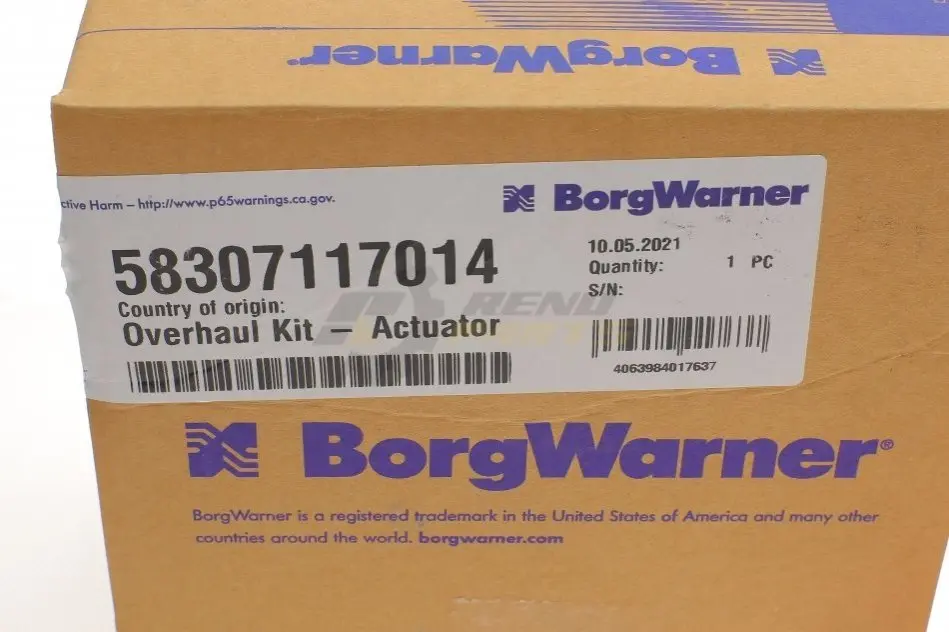 BorgWarner
ctive Harm – http://www.p65warnings.ca.gov.
BorgWarner
58307117014
10.05.2021
Quantity: 1 PC
S/N:
Country of origin:
Overhaul Kit – Actuator
4063984017637
BorgWarner®
BorgWarner is a registered trademark in the United States of America and many other
countries around the world. borgwarner.com